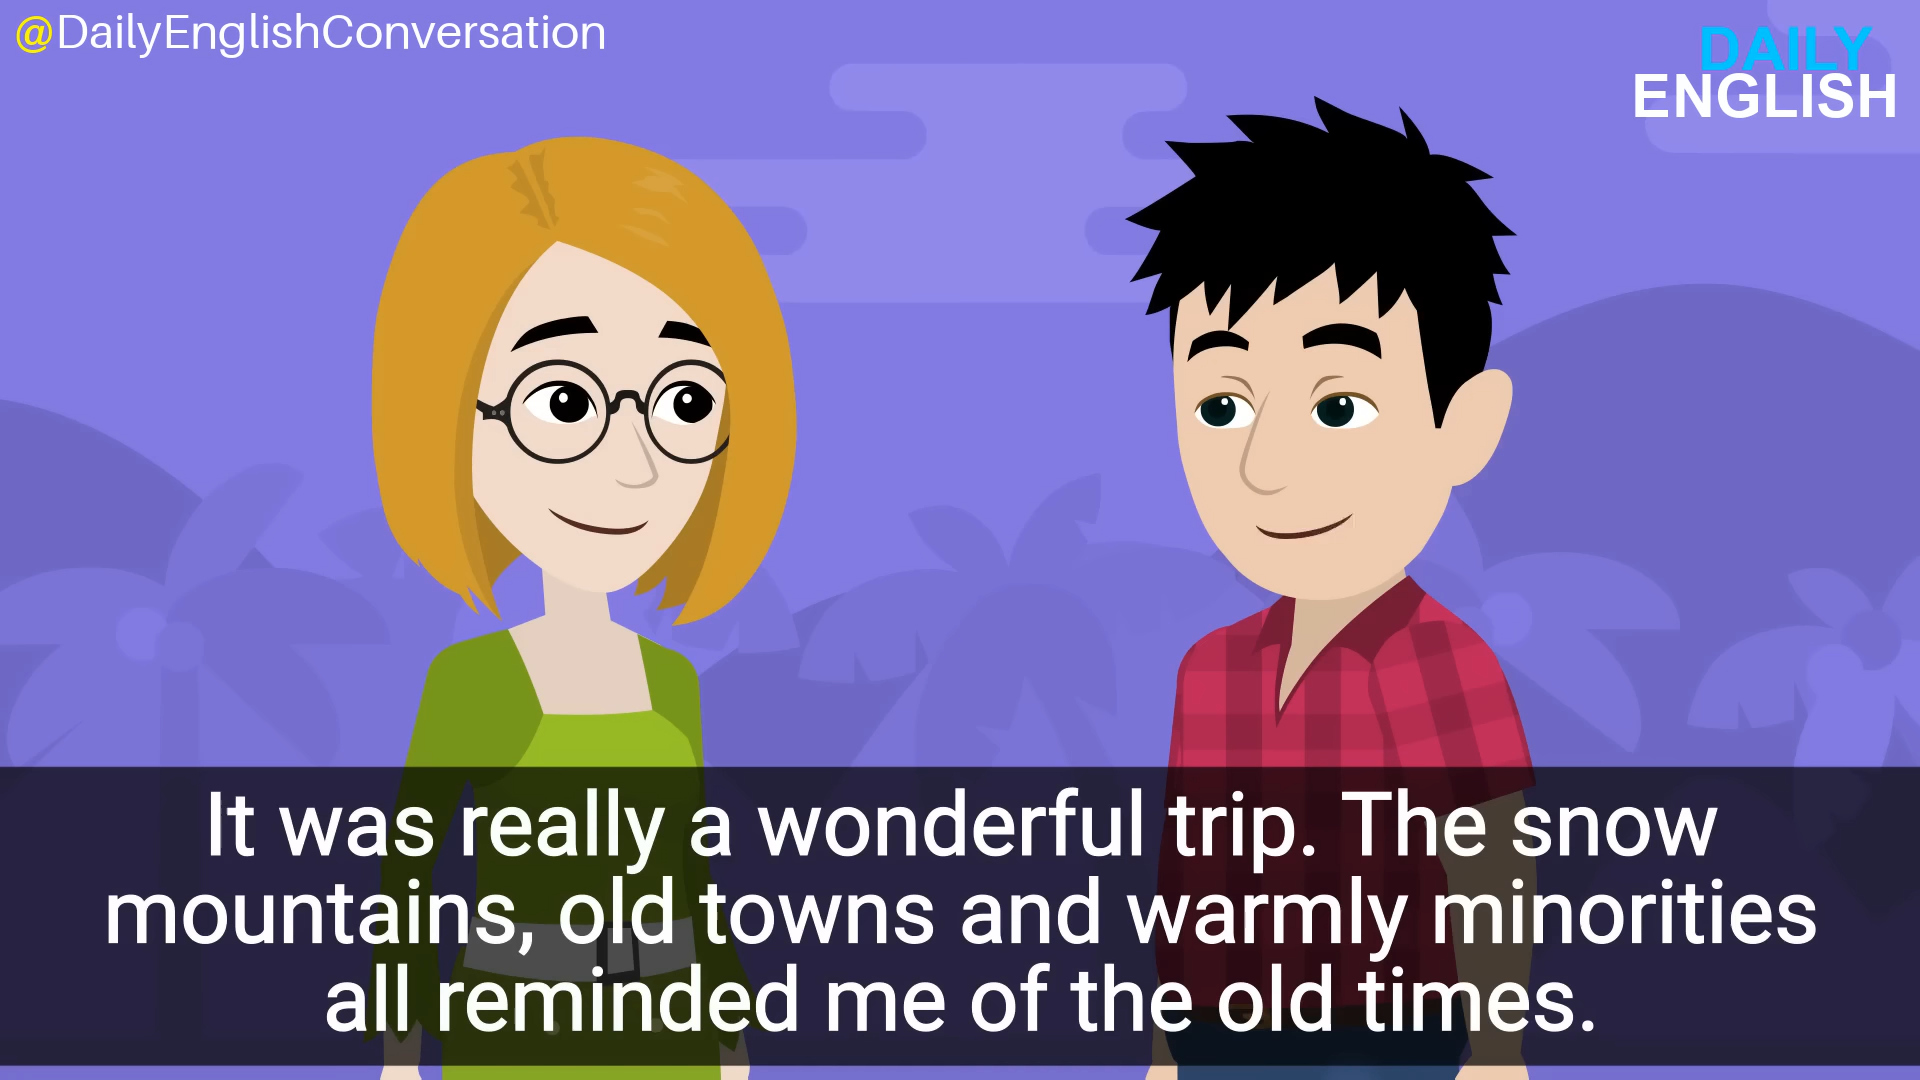 @DailyEnglishConversation
DAILY
ENGLISH
It was really a wonderful trip. The snow
mountains, old towns and warmly minorities
all reminded me of the old times.